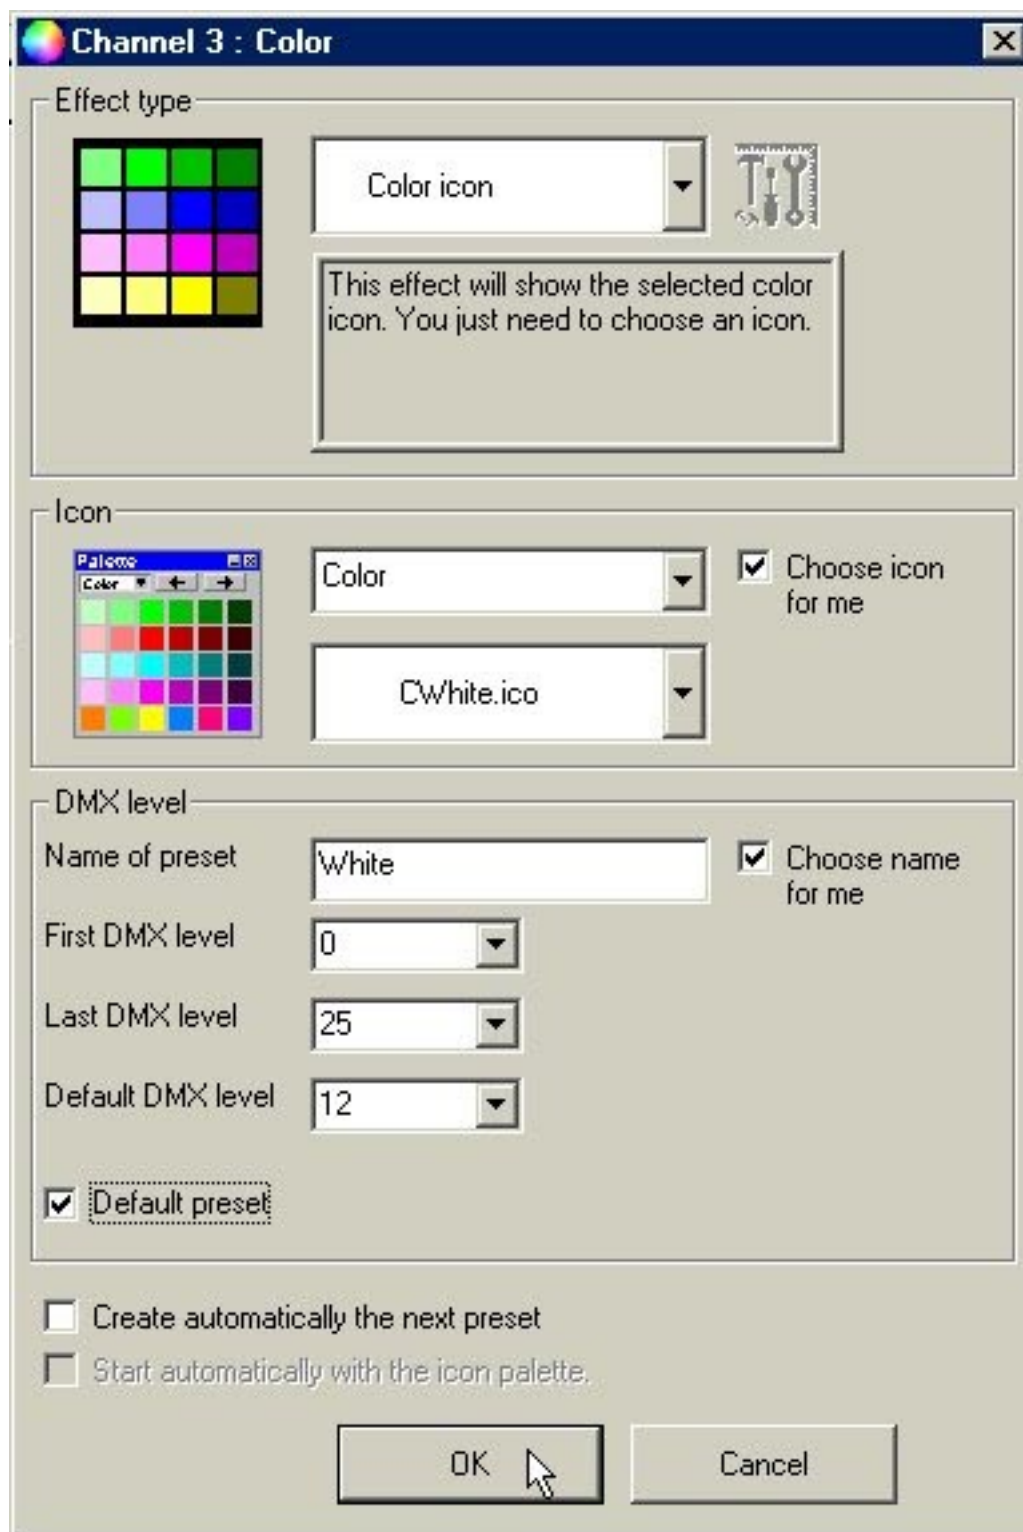 Channel 3 : Color
Effect type
Color icon
This effect will show the selected color
icon. You just need to choose an icon.
Icon
Palette
Color
Color
Choose icon
for me
CWhite.ico
DMX level
Name of preset
White
Choose name
for me
First DMX level
0
Last DMX level
25
Default DMX level
12
Default preset
Create automatically the next preset
Start automatically with the icon palette.
OK
Cancel